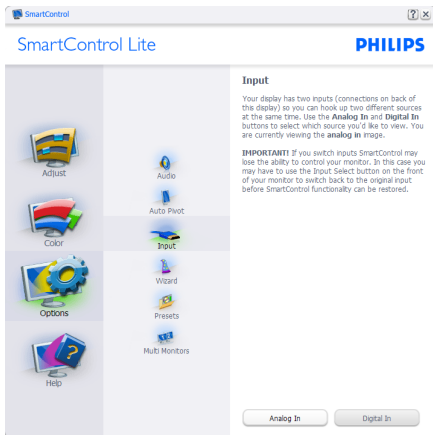 SmartControl
SmartControl Lite
PHILIPS
Adjust
Color
Options
Help
Audio
Auto Pivot
Input
Wizard
Presets
Multi Monitors
Input
Your display has two inputs (connections on back of
this display) so you can hook up two different sources
at the same time. Use the Analog In and Digital In
buttons to select which source you'd like to view. You
are currently viewing the analog in image.
IMPORTANT! If you switch inputs SmartControl may
lose the ability to control your monitor. In this case you
may have to use the Input Select button on the front
of your monitor to switch back to the original input
before SmartControl functionality can be restored.
Analog In
Digital In